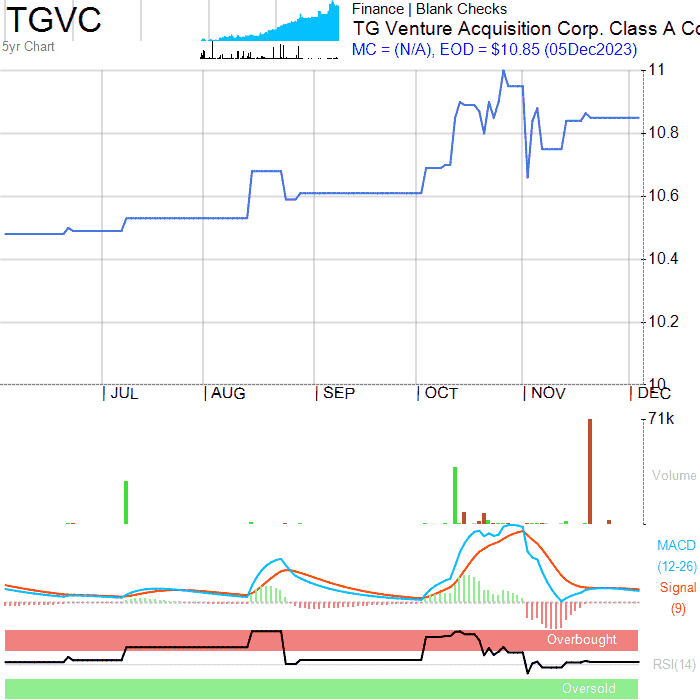 TGVC
5yr Chart
Finance | Blank Checks
TG Venture Acquisition Corp. Class A Co
MC = (N/A), EOD = $10.85 (05Dec2023)
11
10.8
10.6
10.4
10.2
10
JUL AUG SEP OCT NOV DEC
71k
Volume
MACD
(12-26)
Signal
(9)
Overbought
RSI(14)
Oversold